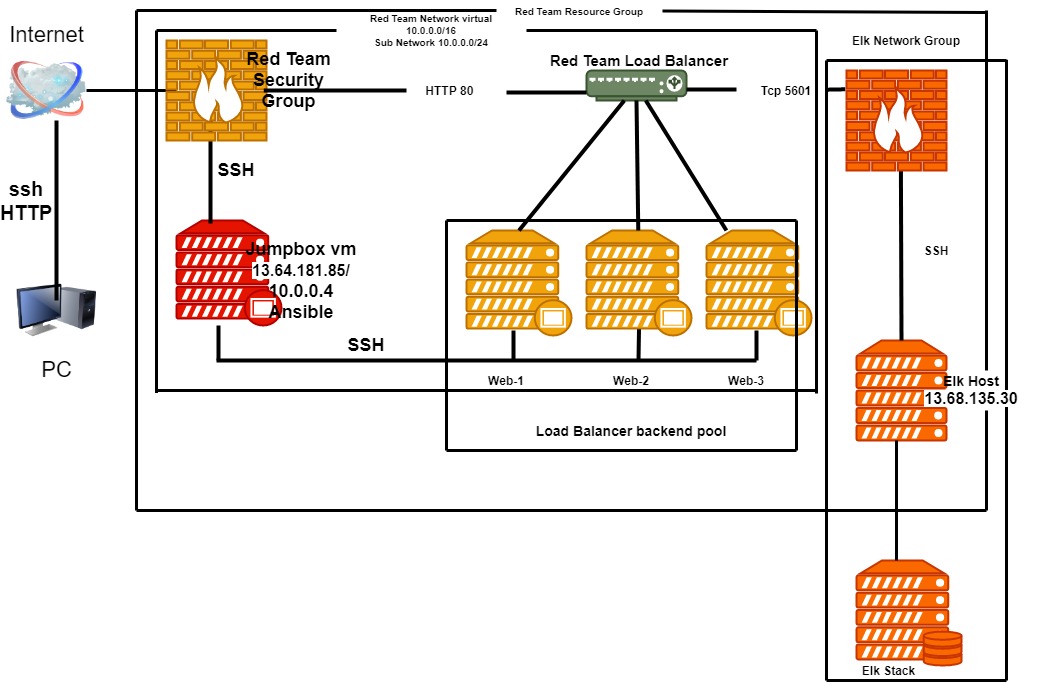 Red Team Resource Group
Red Team Network virtual
10.0.0.0/16
Sub Network 10.0.0.0/24
Internet
Elk Network Group
Red Team
Security
Group
HTTP 80
Red Team Load Balancer
Tcp 5601
SSH
ssh
HTTP
Jumpbox vm
13.64.181.85/
10.0.0.4
Ansible
SSH
SSH
PC
Web-1
Web-2
Web-3
Elk Host
13.68.135.30
Load Balancer backend pool
Elk Stack